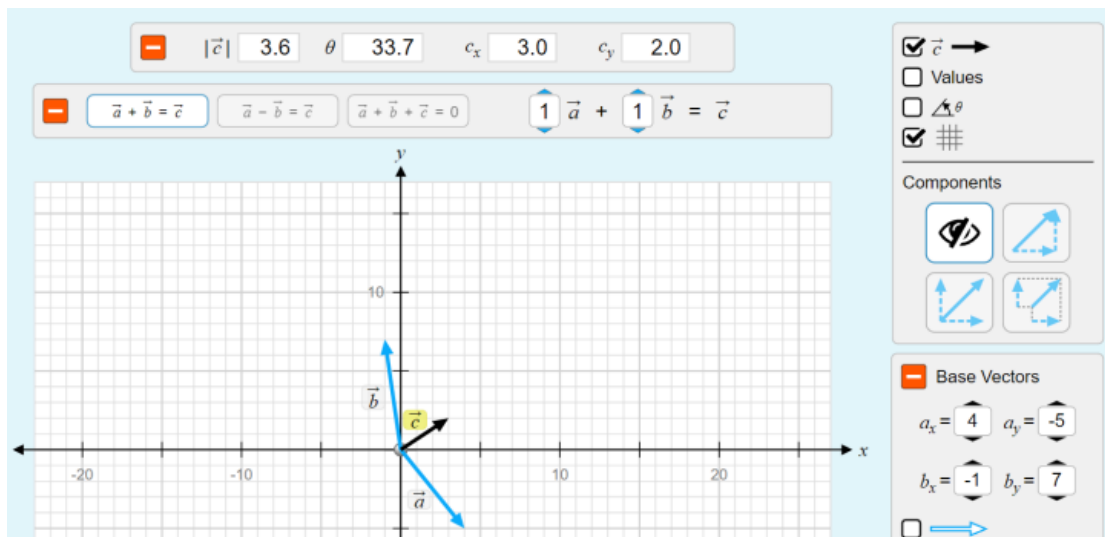 |c⃗| 3.6 θ 33.7 cₓ 3.0 c_y 2.0
a⃗ + b⃗ = c⃗ a⃗ − b⃗ = c⃗ a⃗ + b⃗ + c⃗ = 0 1 a⃗ + 1 b⃗ = c⃗
c⃗
Values
θ
Components
y
10
b⃗
c⃗
x
-20 -10 10 20
a⃗
Base Vectors
aₓ = 4 a_y = -5
bₓ = -1 b_y = 7